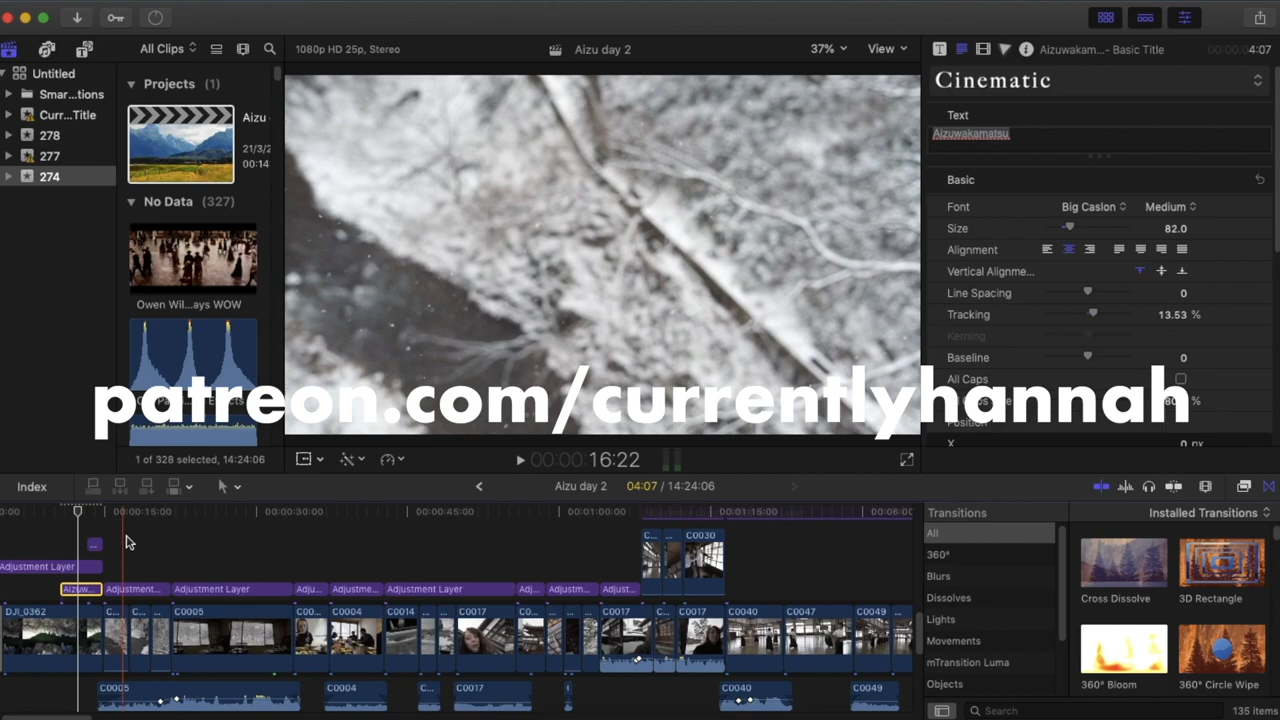 All Clips
1080p HD 25p, Stereo
Aizu day 2
37%
View
Aizuwakam...- Basic Title
00:00:04:07
Untitled
Smar...tions
Curr...Title
278
277
274
Projects (1)
Aizu
21/3/2
00:14
No Data (327)
Owen Wil...ays WOW
1 of 328 selected, 14:24:06
Cinematic
Text
Aizuwakamatsu
Basic
Font Big Caslon Medium
Size 82.0
Alignment
Vertical Alignme...
Line Spacing 0
Tracking 13.53 %
Kerning
Baseline 0
All Caps
Position
X 0 px
patreon.com/currentlyhannah
00:00:16:22
Index
Aizu day 2 04:07 / 14:24:06
00:00:15:00 00:00:30:00 00:00:45:00 00:01:00:00 00:01:15:00
C... ... C0030
...
Adjustment Layer
Aizuw... Adjustment... Adjustment Layer Adju... Adjustme... Adjustment Layer Adj... Adjustm... Adjust...
DJI_0362 C... C... ... C0005 C00... C0004 C0014 ... ... C0017 C0... ... ... C0017 C... C0017 C0040 C0047 C0049 ...
C0005 C0004 C... C0017 C0040 C0049
Transitions
Installed Transitions
All
360°
Blurs
Dissolves
Lights
Movements
mTransition Luma
Objects
Cross Dissolve
3D Rectangle
360° Bloom
360° Circle Wipe
Search
135 items